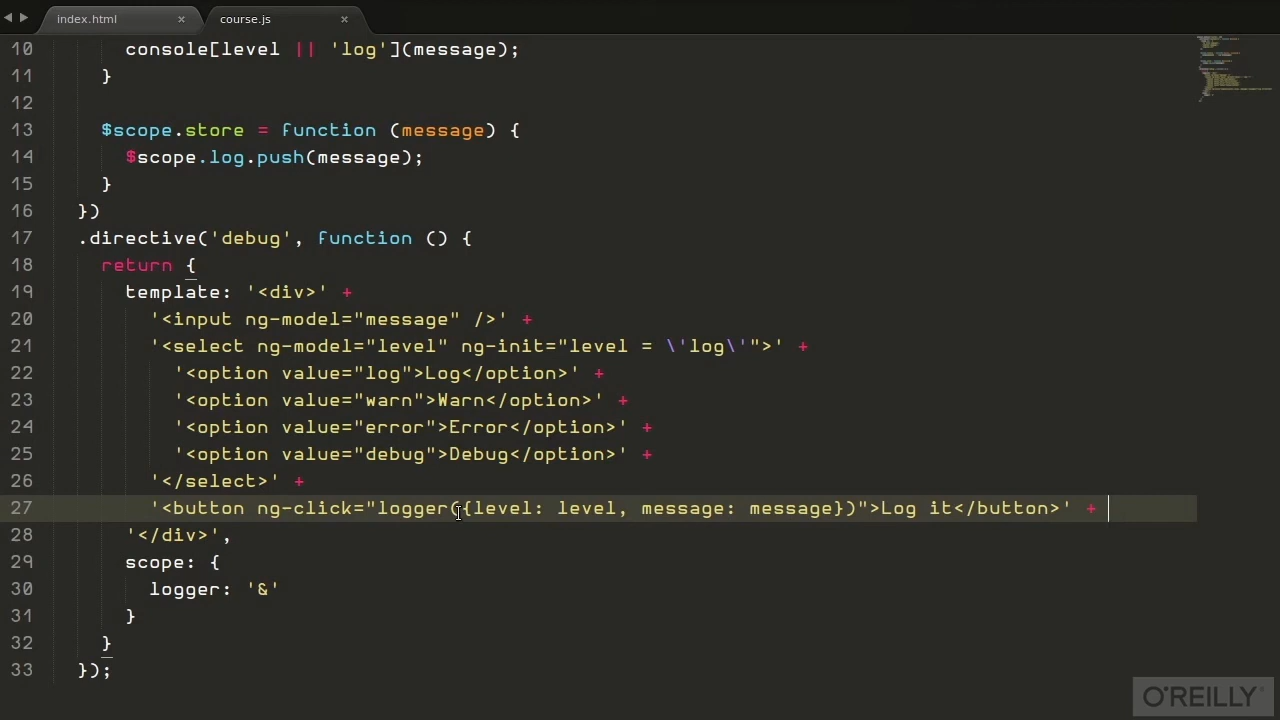 index.html × course.js ×
10 console[level || 'log'](message);
11 }
12
13 $scope.store = function (message) {
14 $scope.log.push(message);
15 }
16 })
17 .directive('debug', function () {
18 return {
19 template: '<div>' +
20 '<input ng-model="message" />' +
21 '<select ng-model="level" ng-init="level = \'log\'">' +
22 '<option value="log">Log</option>' +
23 '<option value="warn">Warn</option>' +
24 '<option value="error">Error</option>' +
25 '<option value="debug">Debug</option>' +
26 '</select>' +
27 '<button ng-click="logger({level: level, message: message})">Log it</button>' +
28 '</div>',
29 scope: {
30 logger: '&'
31 }
32 }
33 });
O'REILLY